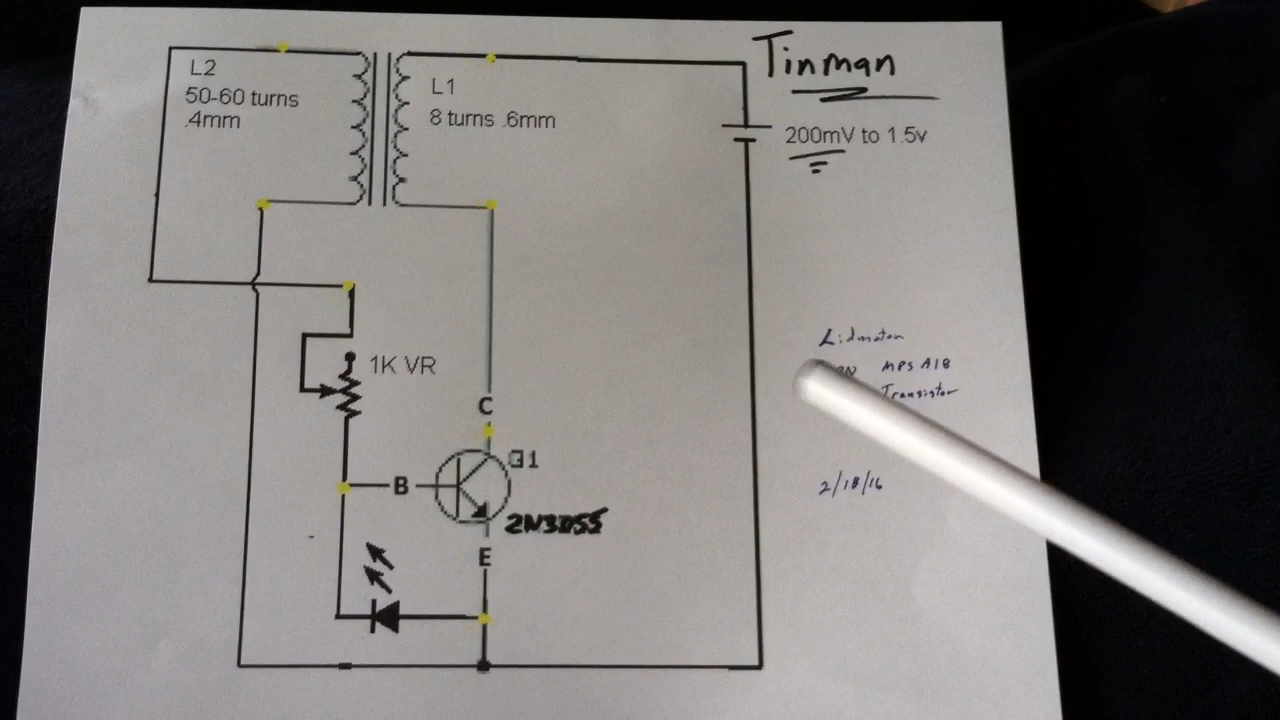 Tinman
L2
50-60 turns
.4mm
L1
8 turns .6mm
200mV to 1.5v
1K VR
C
B
E
2N3055
MPS A18
Transistor
2/18/16